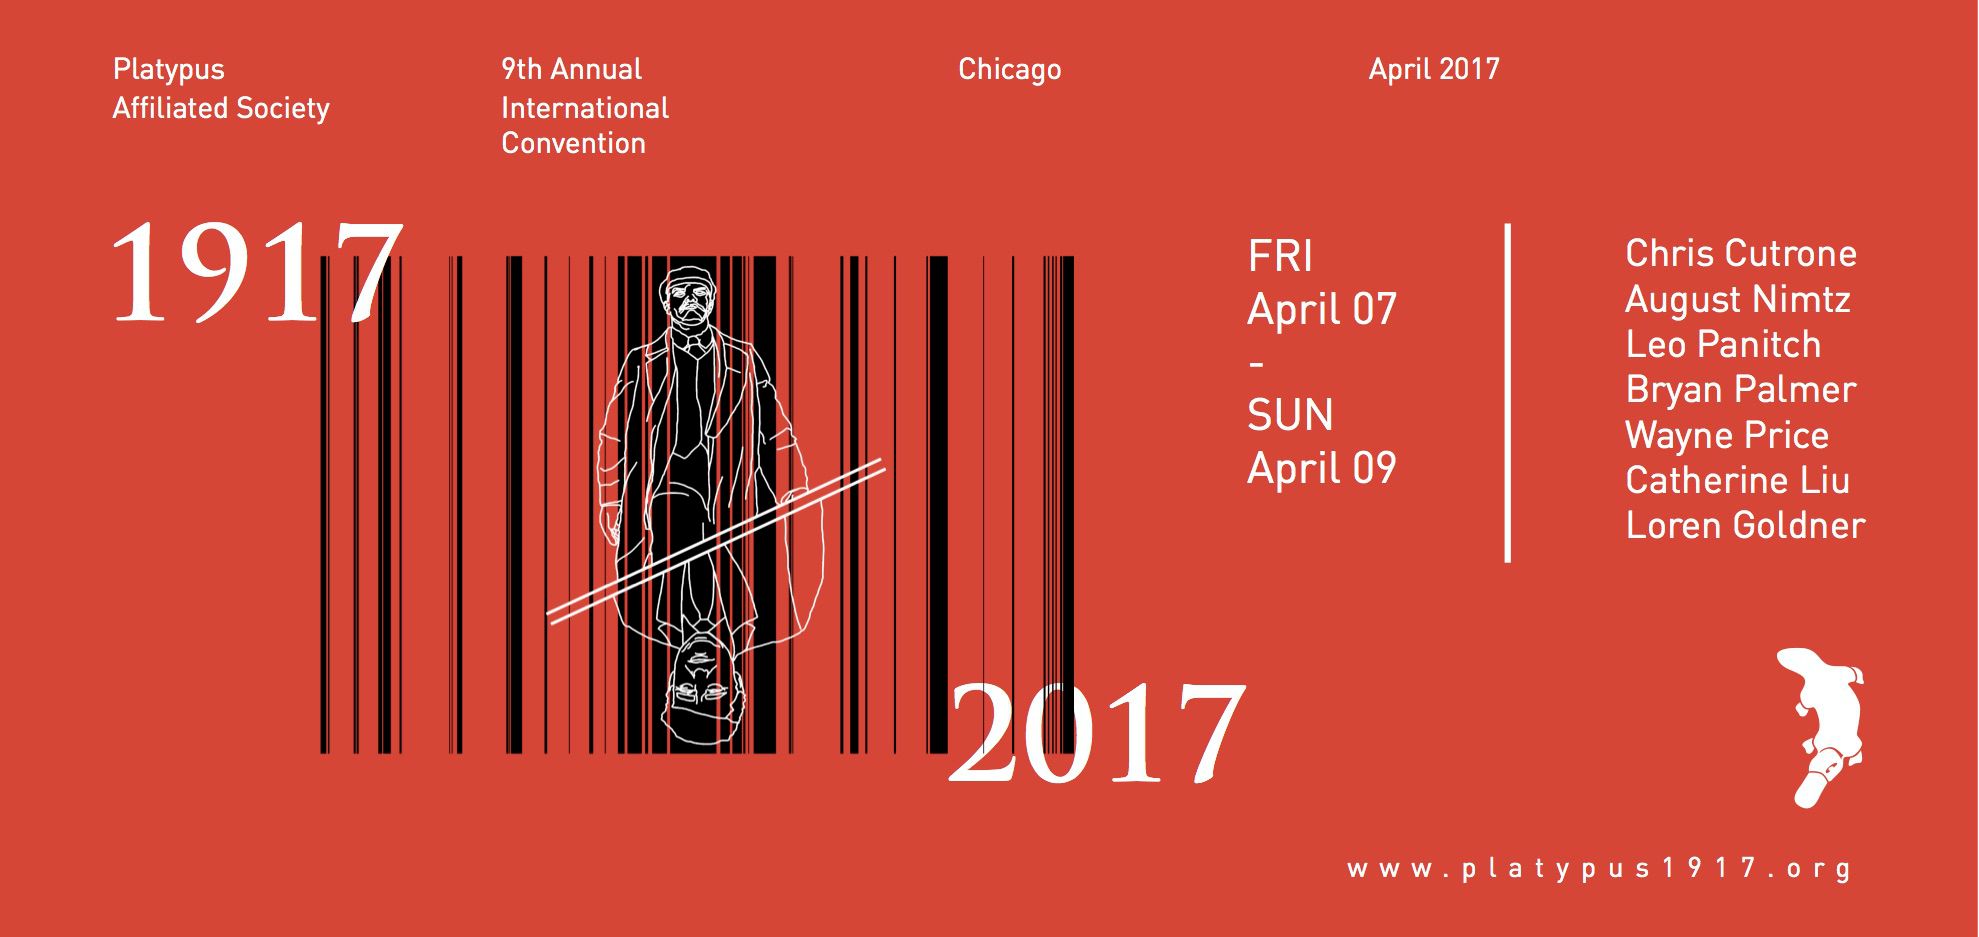 Platypus
Affiliated Society
9th Annual
International
Convention
Chicago
April 2017
1917
2017
FRI
April 07
-
SUN
April 09
Chris Cutrone
August Nimtz
Leo Panitch
Bryan Palmer
Wayne Price
Catherine Liu
Loren Goldner
www.platypus1917.org